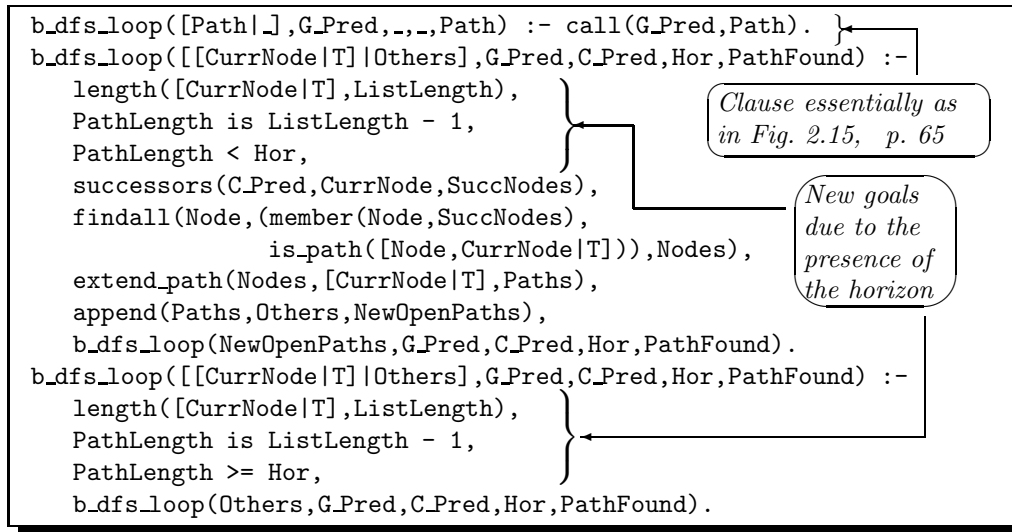 b_dfs_loop([Path|_],G_Pred,_,_,Path) :- call(G_Pred,Path).
b_dfs_loop([[CurrNode|T]|Others],G_Pred,C_Pred,Hor,PathFound) :-
length([CurrNode|T],ListLength),
PathLength is ListLength - 1,
PathLength < Hor,
successors(C_Pred,CurrNode,SuccNodes),
findall(Node,(member(Node,SuccNodes),
is_path([Node,CurrNode|T])),Nodes),
extend_path(Nodes,[CurrNode|T],Paths),
append(Paths,Others,NewOpenPaths),
b_dfs_loop(NewOpenPaths,G_Pred,C_Pred,Hor,PathFound).
b_dfs_loop([[CurrNode|T]|Others],G_Pred,C_Pred,Hor,PathFound) :-
length([CurrNode|T],ListLength),
PathLength is ListLength - 1,
PathLength >= Hor,
b_dfs_loop(Others,G_Pred,C_Pred,Hor,PathFound).
Clause essentially as
in Fig. 2.15, p. 65
New goals
due to the
presence of
the horizon